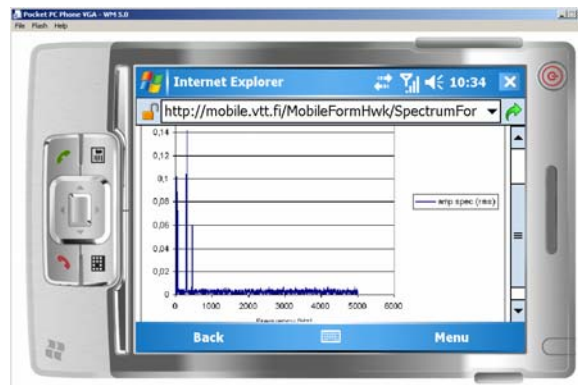 Pocket PC Phone VGA - WM 5.0
File Flash Help
Internet Explorer 10:34
http://mobile.vtt.fi/MobileFormHwk/SpectrumFor
0,14
0,12
0,1
0,08
0,06
0,04
0,02
0
0 1000 2000 3000 4000 5000 6000
amp spec (rms)
Back Menu